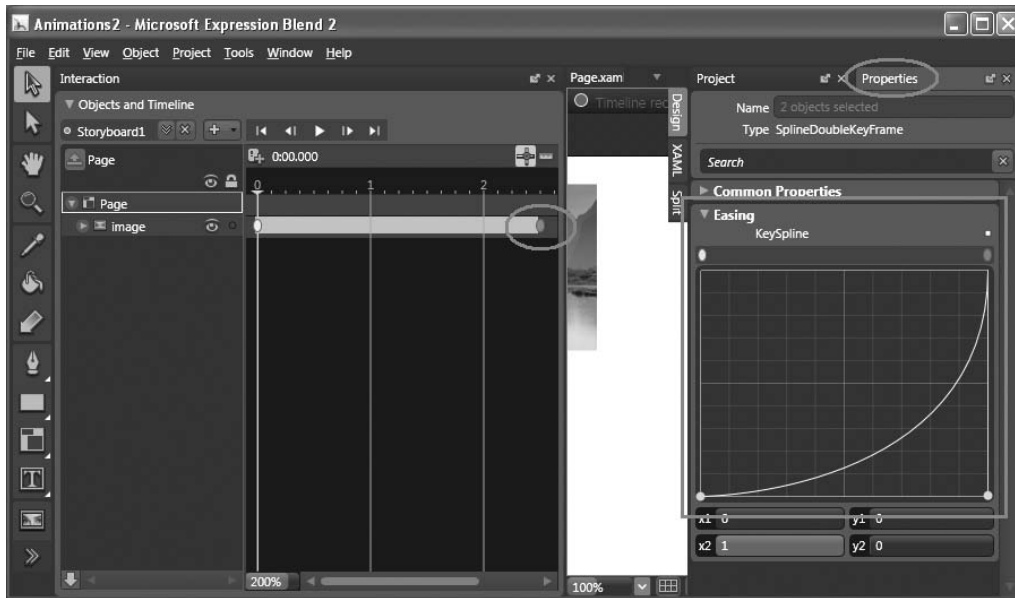 Animations2 - Microsoft Expression Blend 2
File Edit View Object Project Tools Window Help
Interaction
Objects and Timeline
Storyboard1
Page
0:00.000
0 1 2
Page
image
200%
Page.xam
Timeline rec
Design
XAML
Split
100%
Project
Properties
Name 2 objects selected
Type SplineDoubleKeyFrame
Search
Common Properties
Easing
KeySpline
x1 0
y1 0
x2 1
y2 0